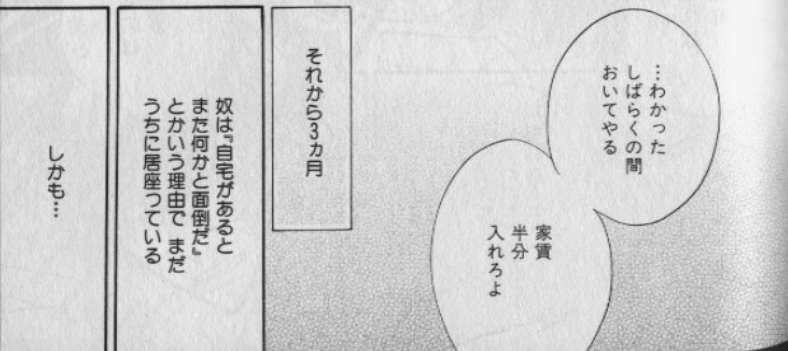 …わかった
しばらくの間
おいてやる
家賃
半分
入れろよ
それから3ヵ月
奴は『自宅があると
また何かと面倒だ』
とかいう理由で まだ
うちに居座っている
しかも…